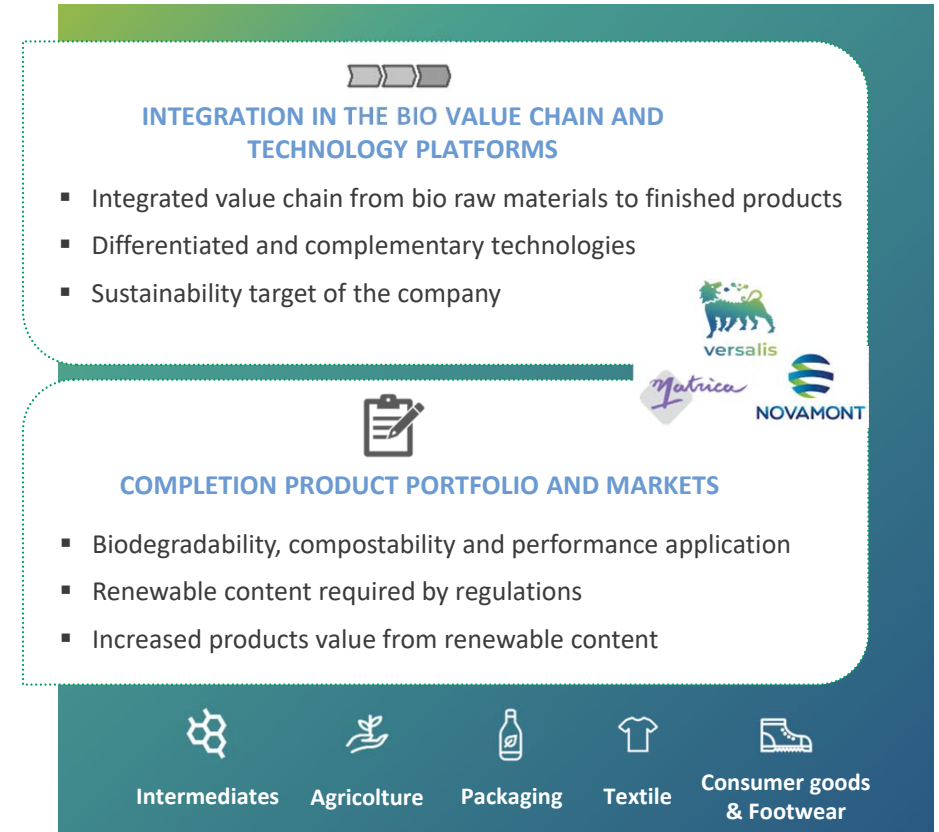 INTEGRATION IN THE BIO VALUE CHAIN AND
TECHNOLOGY PLATFORMS
▪ Integrated value chain from bio raw materials to finished products
▪ Differentiated and complementary technologies
▪ Sustainability target of the company
versalis
Matrica
NOVAMONT
COMPLETION PRODUCT PORTFOLIO AND MARKETS
▪ Biodegradability, compostability and performance application
▪ Renewable content required by regulations
▪ Increased products value from renewable content
Intermediates
Agricolture
Packaging
Textile
Consumer goods
& Footwear